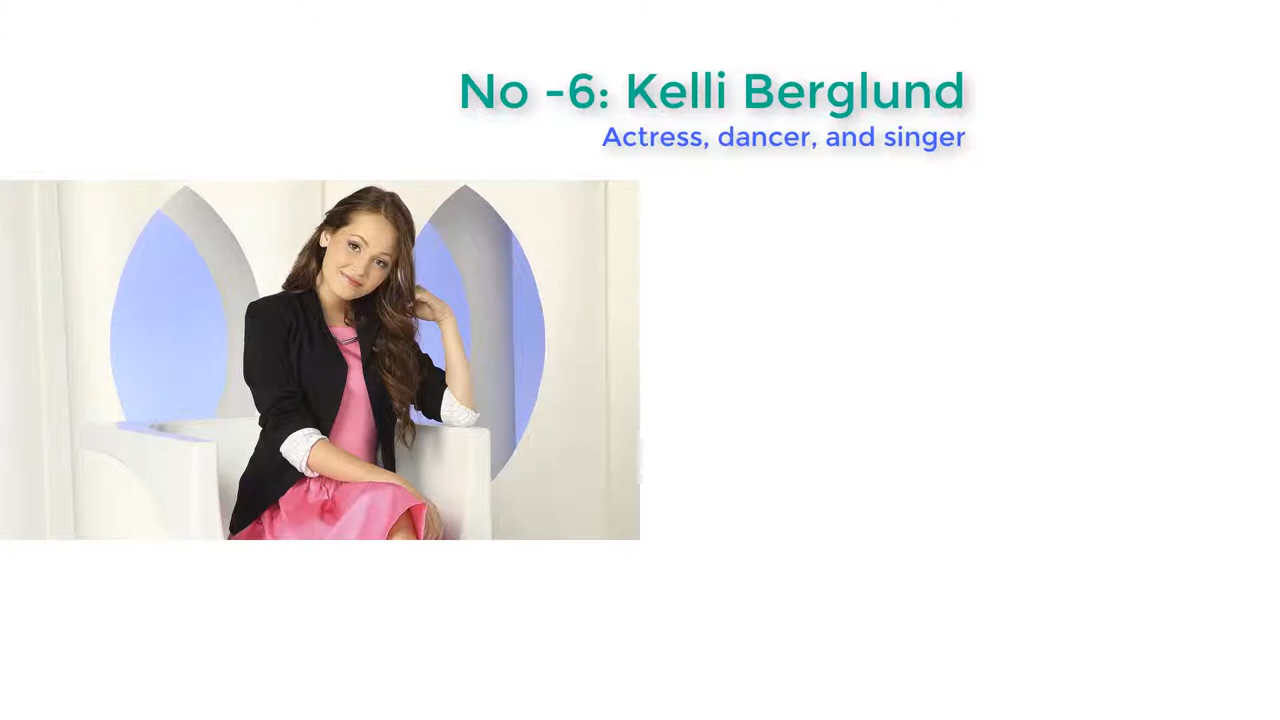 No -6: Kelli Berglund
Actress, dancer, and singer